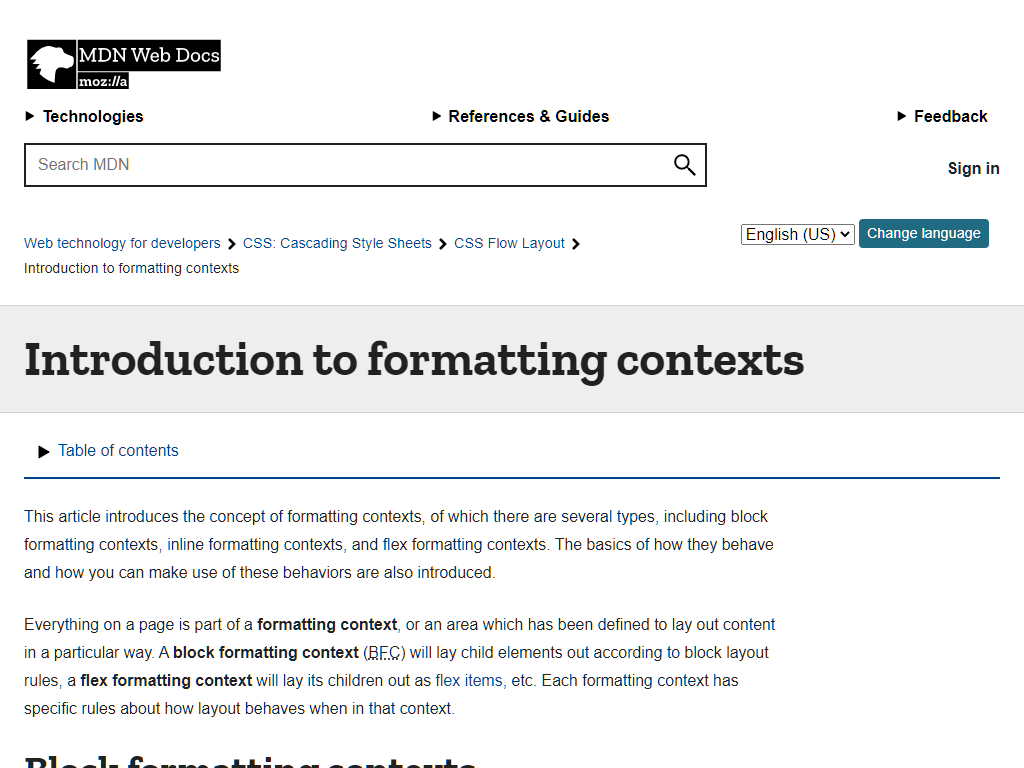 MDN Web Docs
moz://a
Technologies
References & Guides
Feedback
Search MDN
Sign in
Web technology for developers
CSS: Cascading Style Sheets
CSS Flow Layout
Introduction to formatting contexts
English (US)
Change language
Introduction to formatting contexts
Table of contents
This article introduces the concept of formatting contexts, of which there are several types, including block
formatting contexts, inline formatting contexts, and flex formatting contexts. The basics of how they behave
and how you can make use of these behaviors are also introduced.
Everything on a page is part of a formatting context, or an area which has been defined to lay out content
in a particular way. A block formatting context (BFC) will lay child elements out according to block layout
rules, a flex formatting context will lay its children out as flex items, etc. Each formatting context has
specific rules about how layout behaves when in that context.
Block formatting contexts